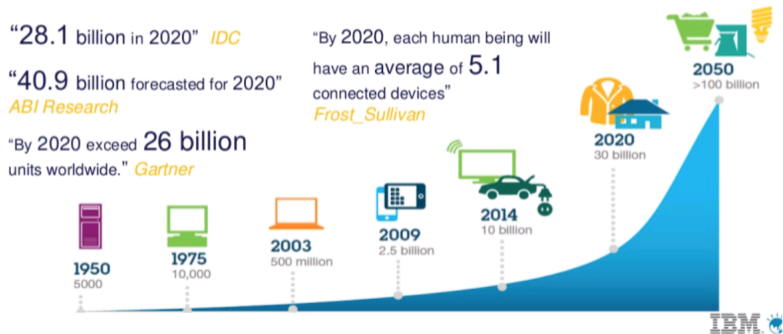 “28.1 billion in 2020” IDC
“40.9 billion forecasted for 2020”
ABI Research
“By 2020 exceed 26 billion
units worldwide.” Gartner
“By 2020, each human being will
have an average of 5.1
connected devices”
Frost_Sullivan
1950
5000
1975
10,000
2003
500 million
2009
2.5 billion
2014
10 billion
2020
30 billion
2050
>100 billion
IBM